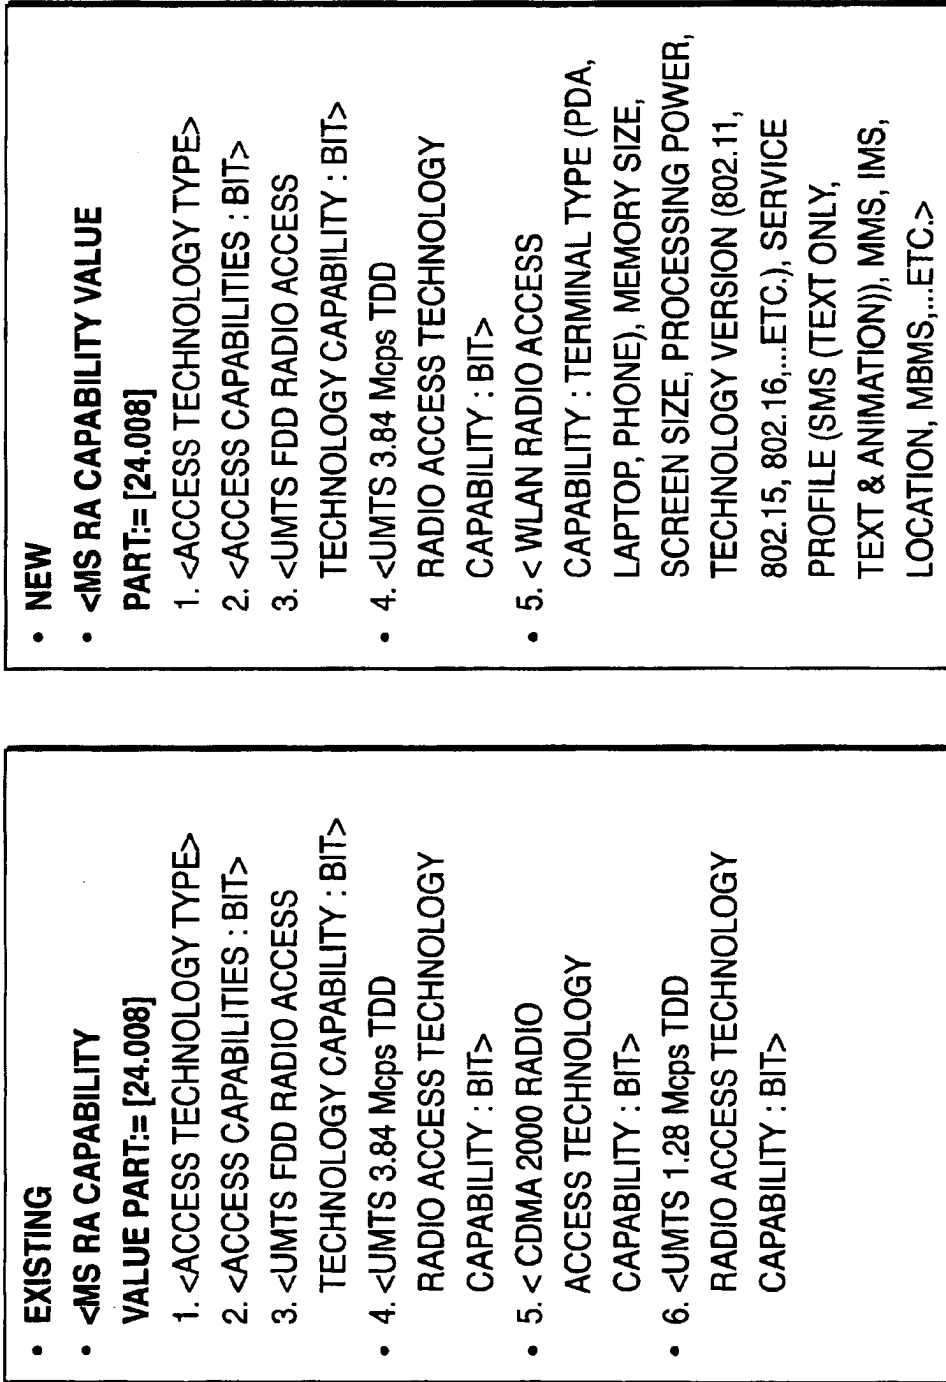 • EXISTING
• <MS RA CAPABILITY
VALUE PART:= [24.008]
1. <ACCESS TECHNOLOGY TYPE>
2. <ACCESS CAPABILITIES : BIT>
3. <UMTS FDD RADIO ACCESS
TECHNOLOGY CAPABILITY : BIT>
• 4. <UMTS 3.84 Mcps TDD
RADIO ACCESS TECHNOLOGY
CAPABILITY : BIT>
• 5. < CDMA 2000 RADIO
ACCESS TECHNOLOGY
CAPABILITY : BIT>
• 6. <UMTS 1.28 Mcps TDD
RADIO ACCESS TECHNOLOGY
CAPABILITY : BIT>
• NEW
• <MS RA CAPABILITY VALUE
PART:= [24.008]
1. <ACCESS TECHNOLOGY TYPE>
2. <ACCESS CAPABILITIES : BIT>
3. <UMTS FDD RADIO ACCESS
TECHNOLOGY CAPABILITY : BIT>
• 4. <UMTS 3.84 Mcps TDD
RADIO ACCESS TECHNOLOGY
CAPABILITY : BIT>
• 5. < WLAN RADIO ACCESS
CAPABILITY : TERMINAL TYPE (PDA,
LAPTOP, PHONE), MEMORY SIZE,
SCREEN SIZE, PROCESSING POWER,
TECHNOLOGY VERSION (802.11,
802.15, 802.16,...ETC.), SERVICE
PROFILE (SMS (TEXT ONLY,
TEXT & ANIMATION)), MMS, IMS,
LOCATION, MBMS,...ETC.>